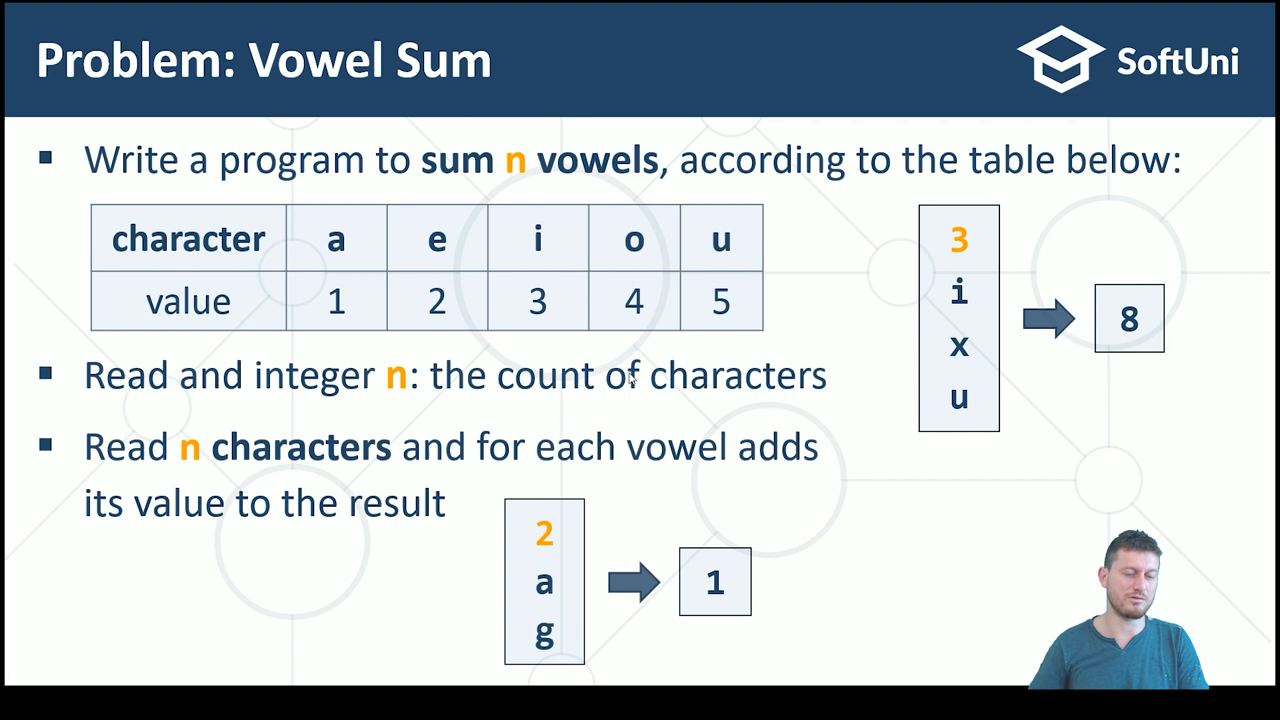 Problem: Vowel Sum
SoftUni
Write a program to sum n vowels, according to the table below:
character a e i o u
value 1 2 3 4 5
3
i
x
u
8
Read and integer n: the count of characters
Read n characters and for each vowel adds
its value to the result
2
a
g
1